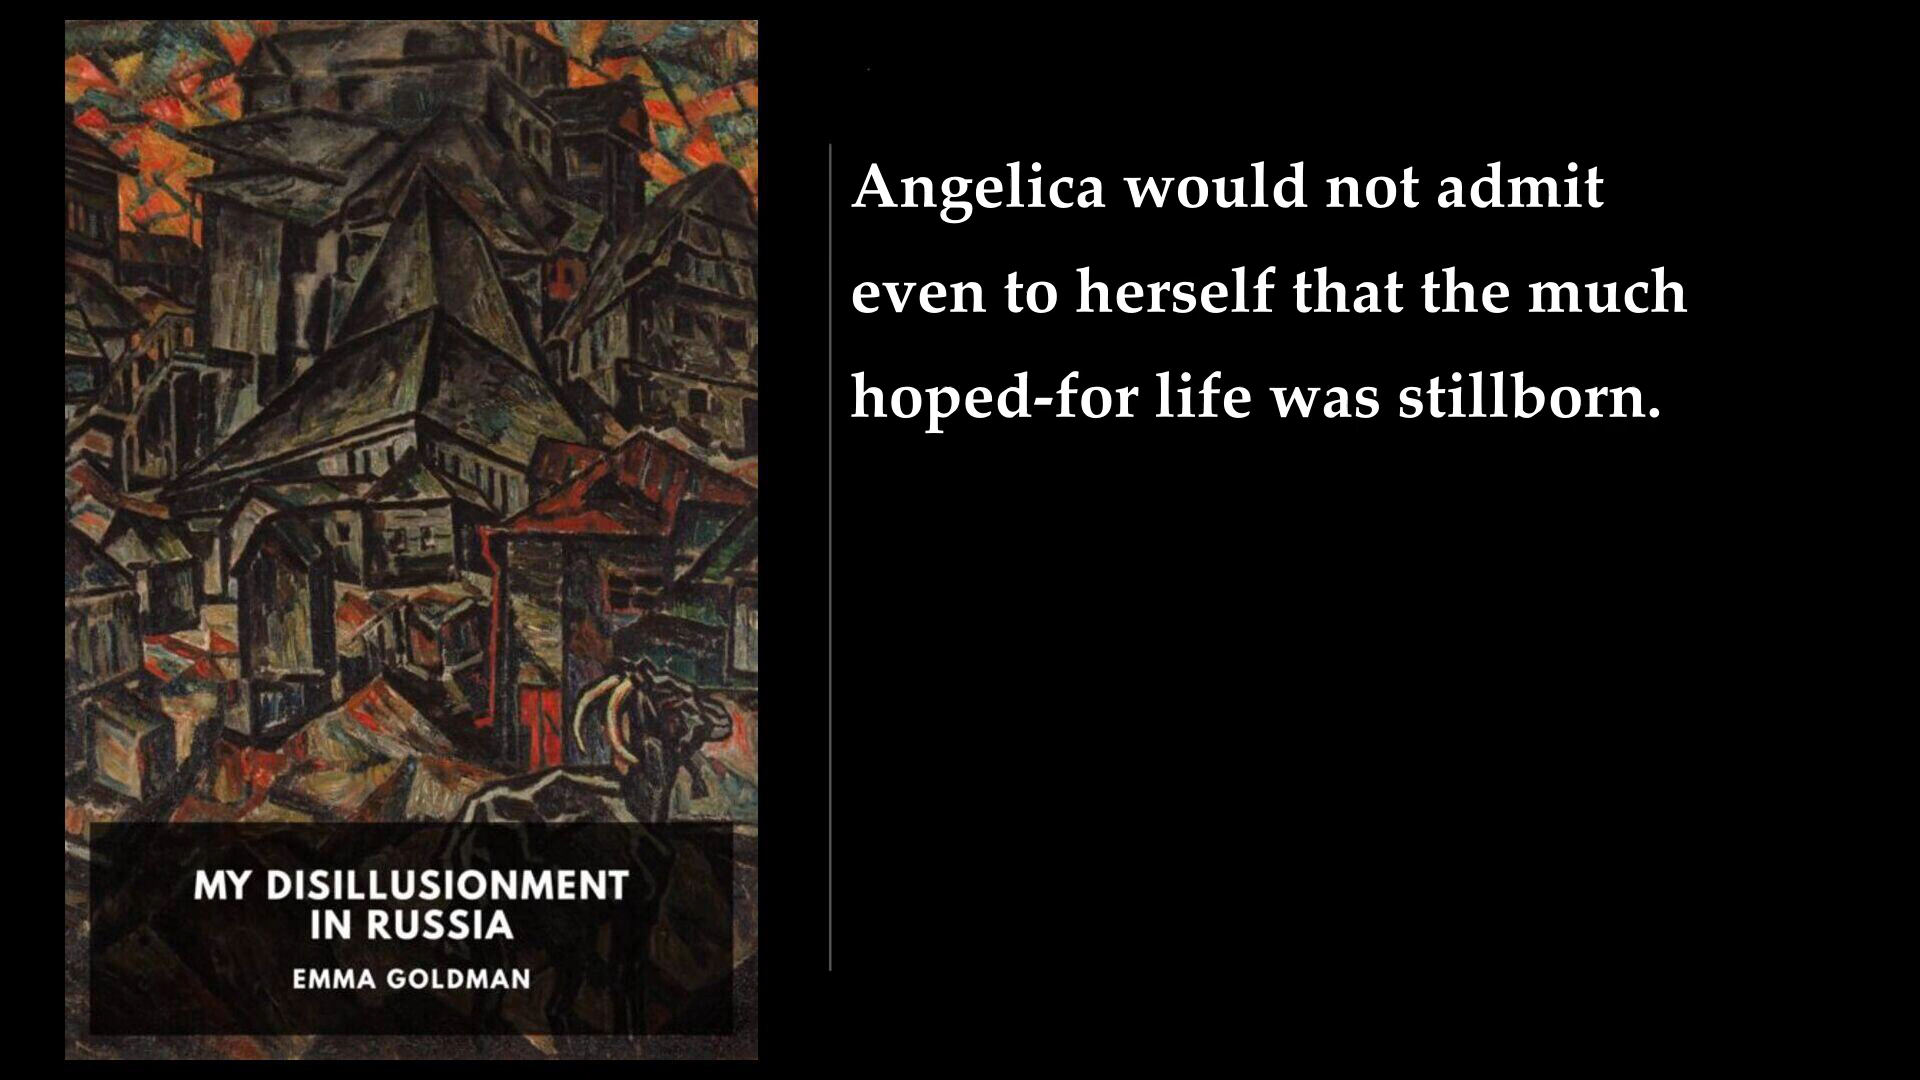 Angelica would not admit
even to herself that the much
hoped-for life was stillborn.
MY DISILLUSIONMENT
IN RUSSIA
EMMA GOLDMAN